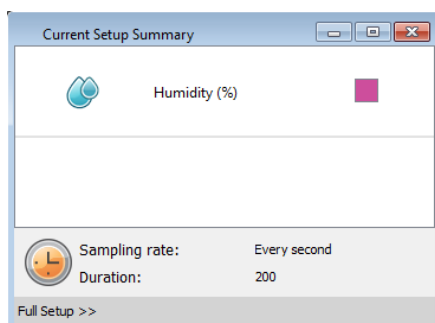 Current Setup Summary
Humidity (%)
Sampling rate: Every second
Duration: 200
Full Setup >>